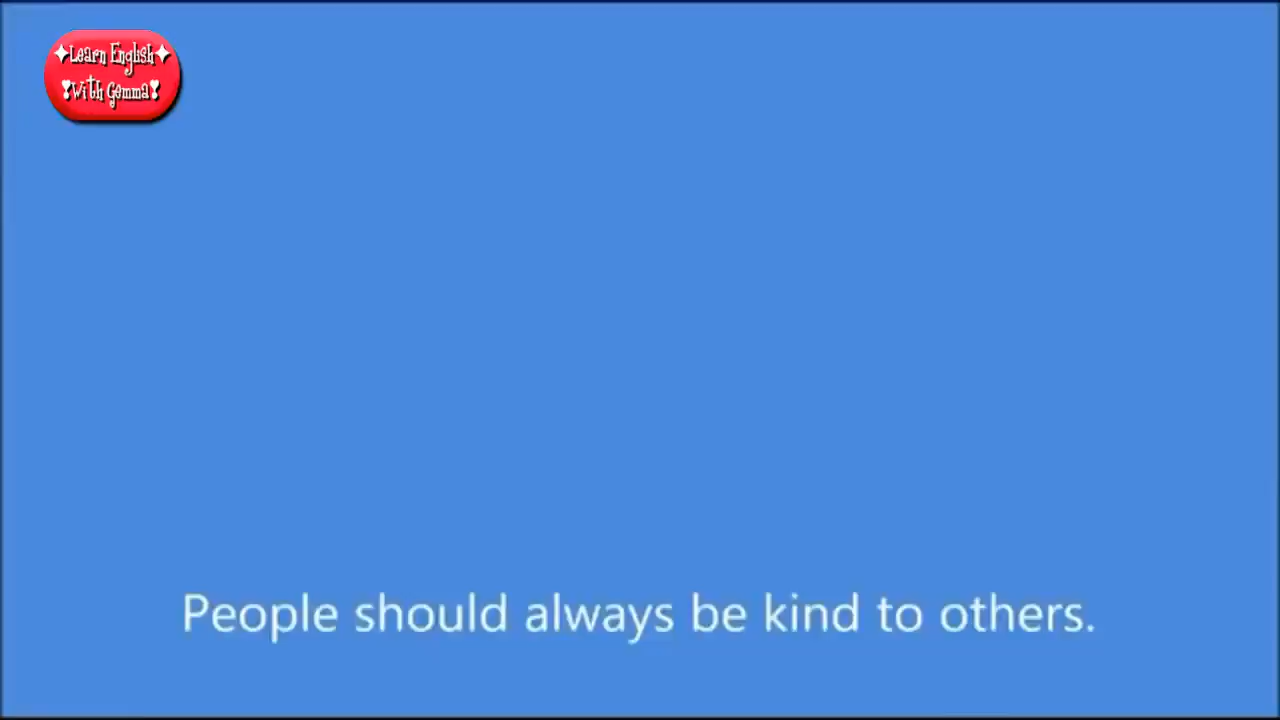 ✦Learn English✦
❣With Gemma❣
People should always be kind to others.